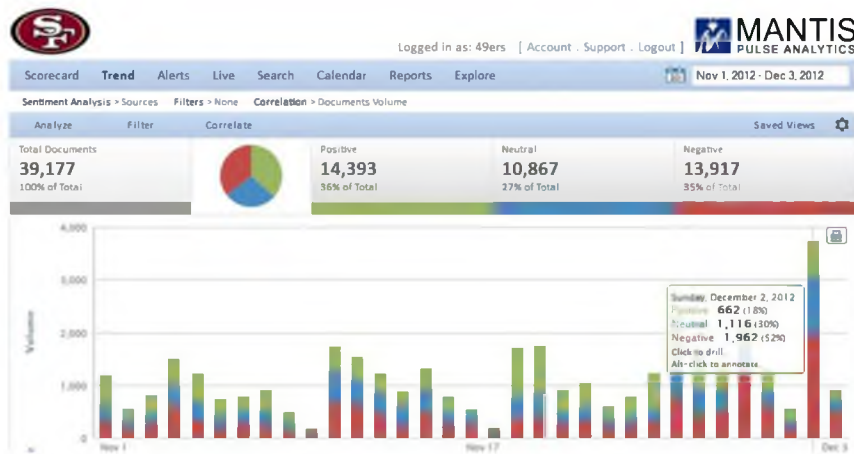 SF
MANTIS
PULSE ANALYTICS
Logged in as: 49ers [ Account . Support . Logout ]
Scorecard Trend Alerts Live Search Calendar Reports Explore
Nov 1, 2012 - Dec 3, 2012
Sentiment Analysis > Sources Filters > None Correlation > Documents Volume
Analyze Filter Correlate Saved Views
Total Documents Positive Neutral Negative
39,177 14,393 10,867 13,917
100% of Total 36% of Total 27% of Total 35% of Total
4,000
3,000
2,000
1,000
0
Volume
Sunday, December 2, 2012
Positive 662 (18%)
Neutral 1,116 (30%)
Negative 1,962 (52%)
Click to drill
Alt-click to annotate
Nov 1 Nov 17 Dec 3